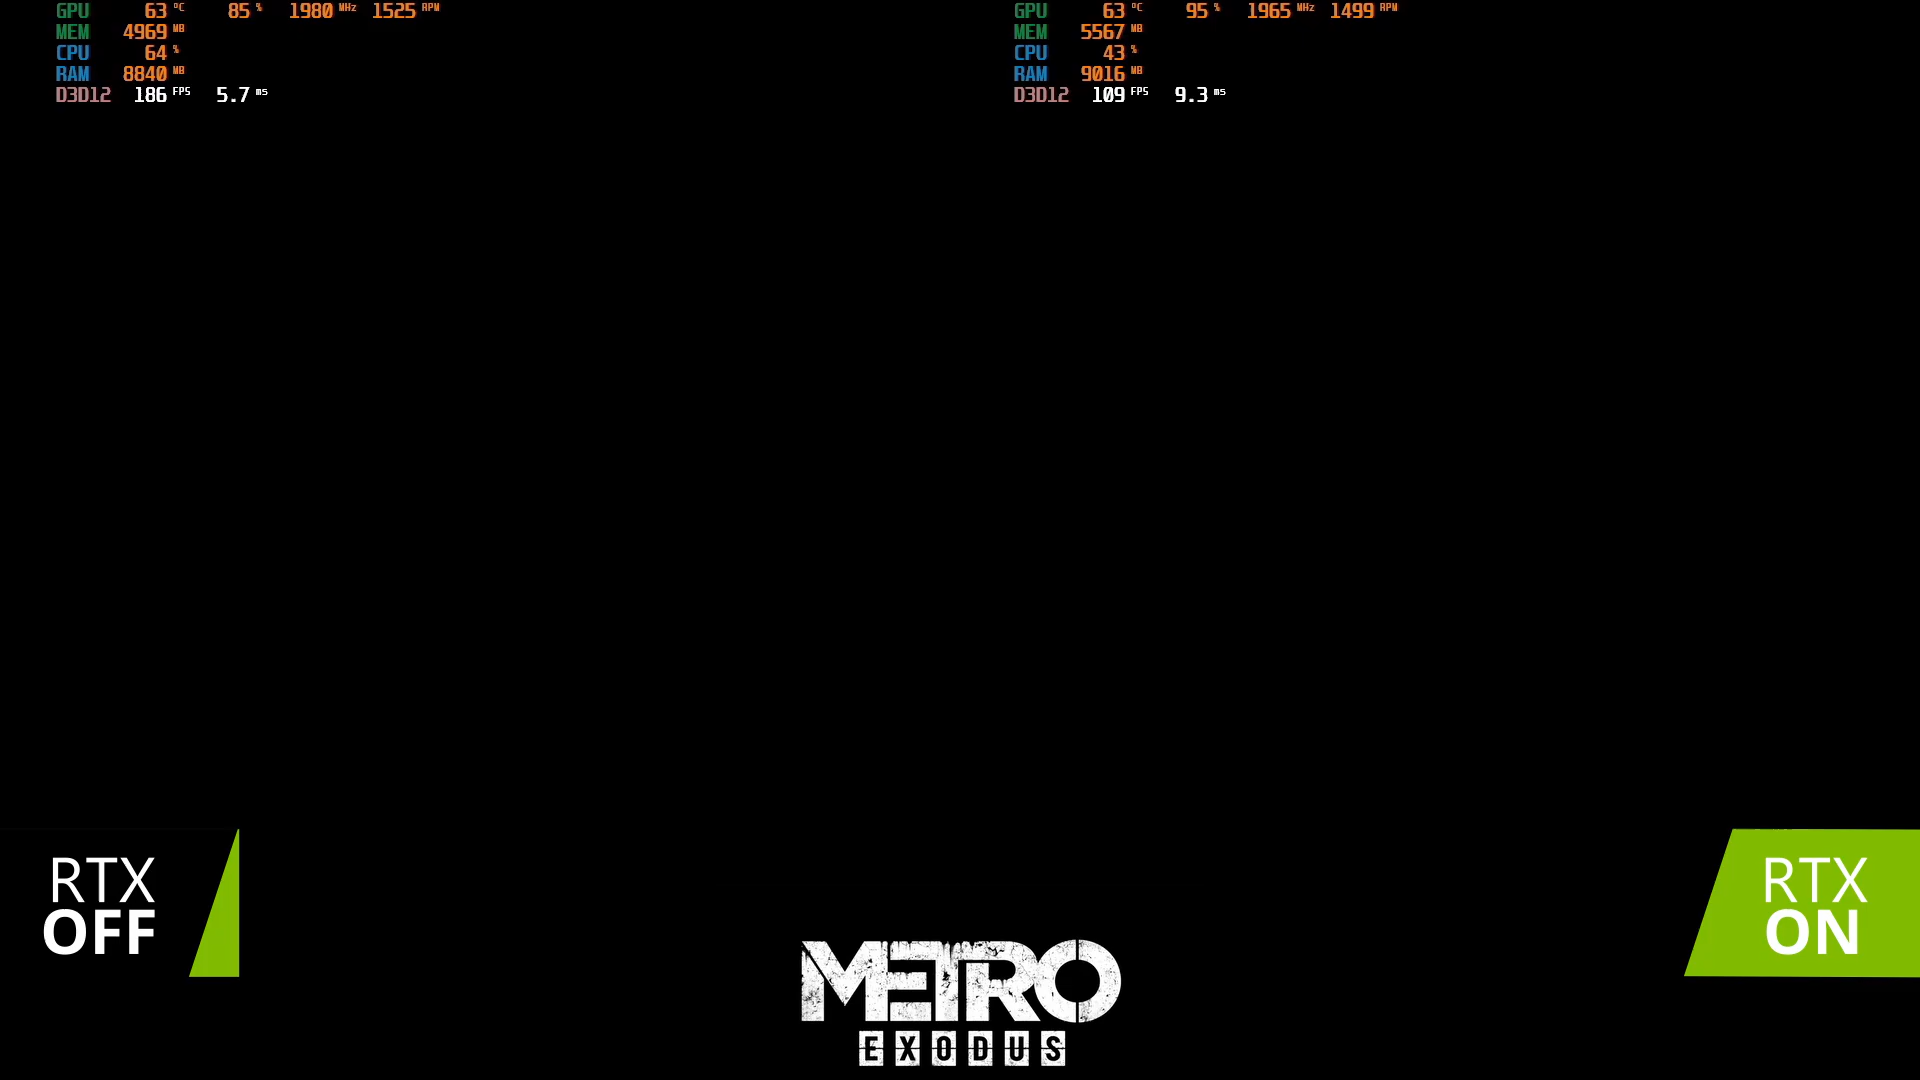 GPU 63 °C 85 % 1980 MHz 1525 RPM
MEM 4969 MB
CPU 64 %
RAM 8840 MB
D3D12 186 FPS 5.7 ms
GPU 63 °C 95 % 1965 MHz 1499 RPM
MEM 5567 MB
CPU 43 %
RAM 9016 MB
D3D12 109 FPS 9.3 ms
RTX
OFF
METRO
EXODUS
RTX
ON